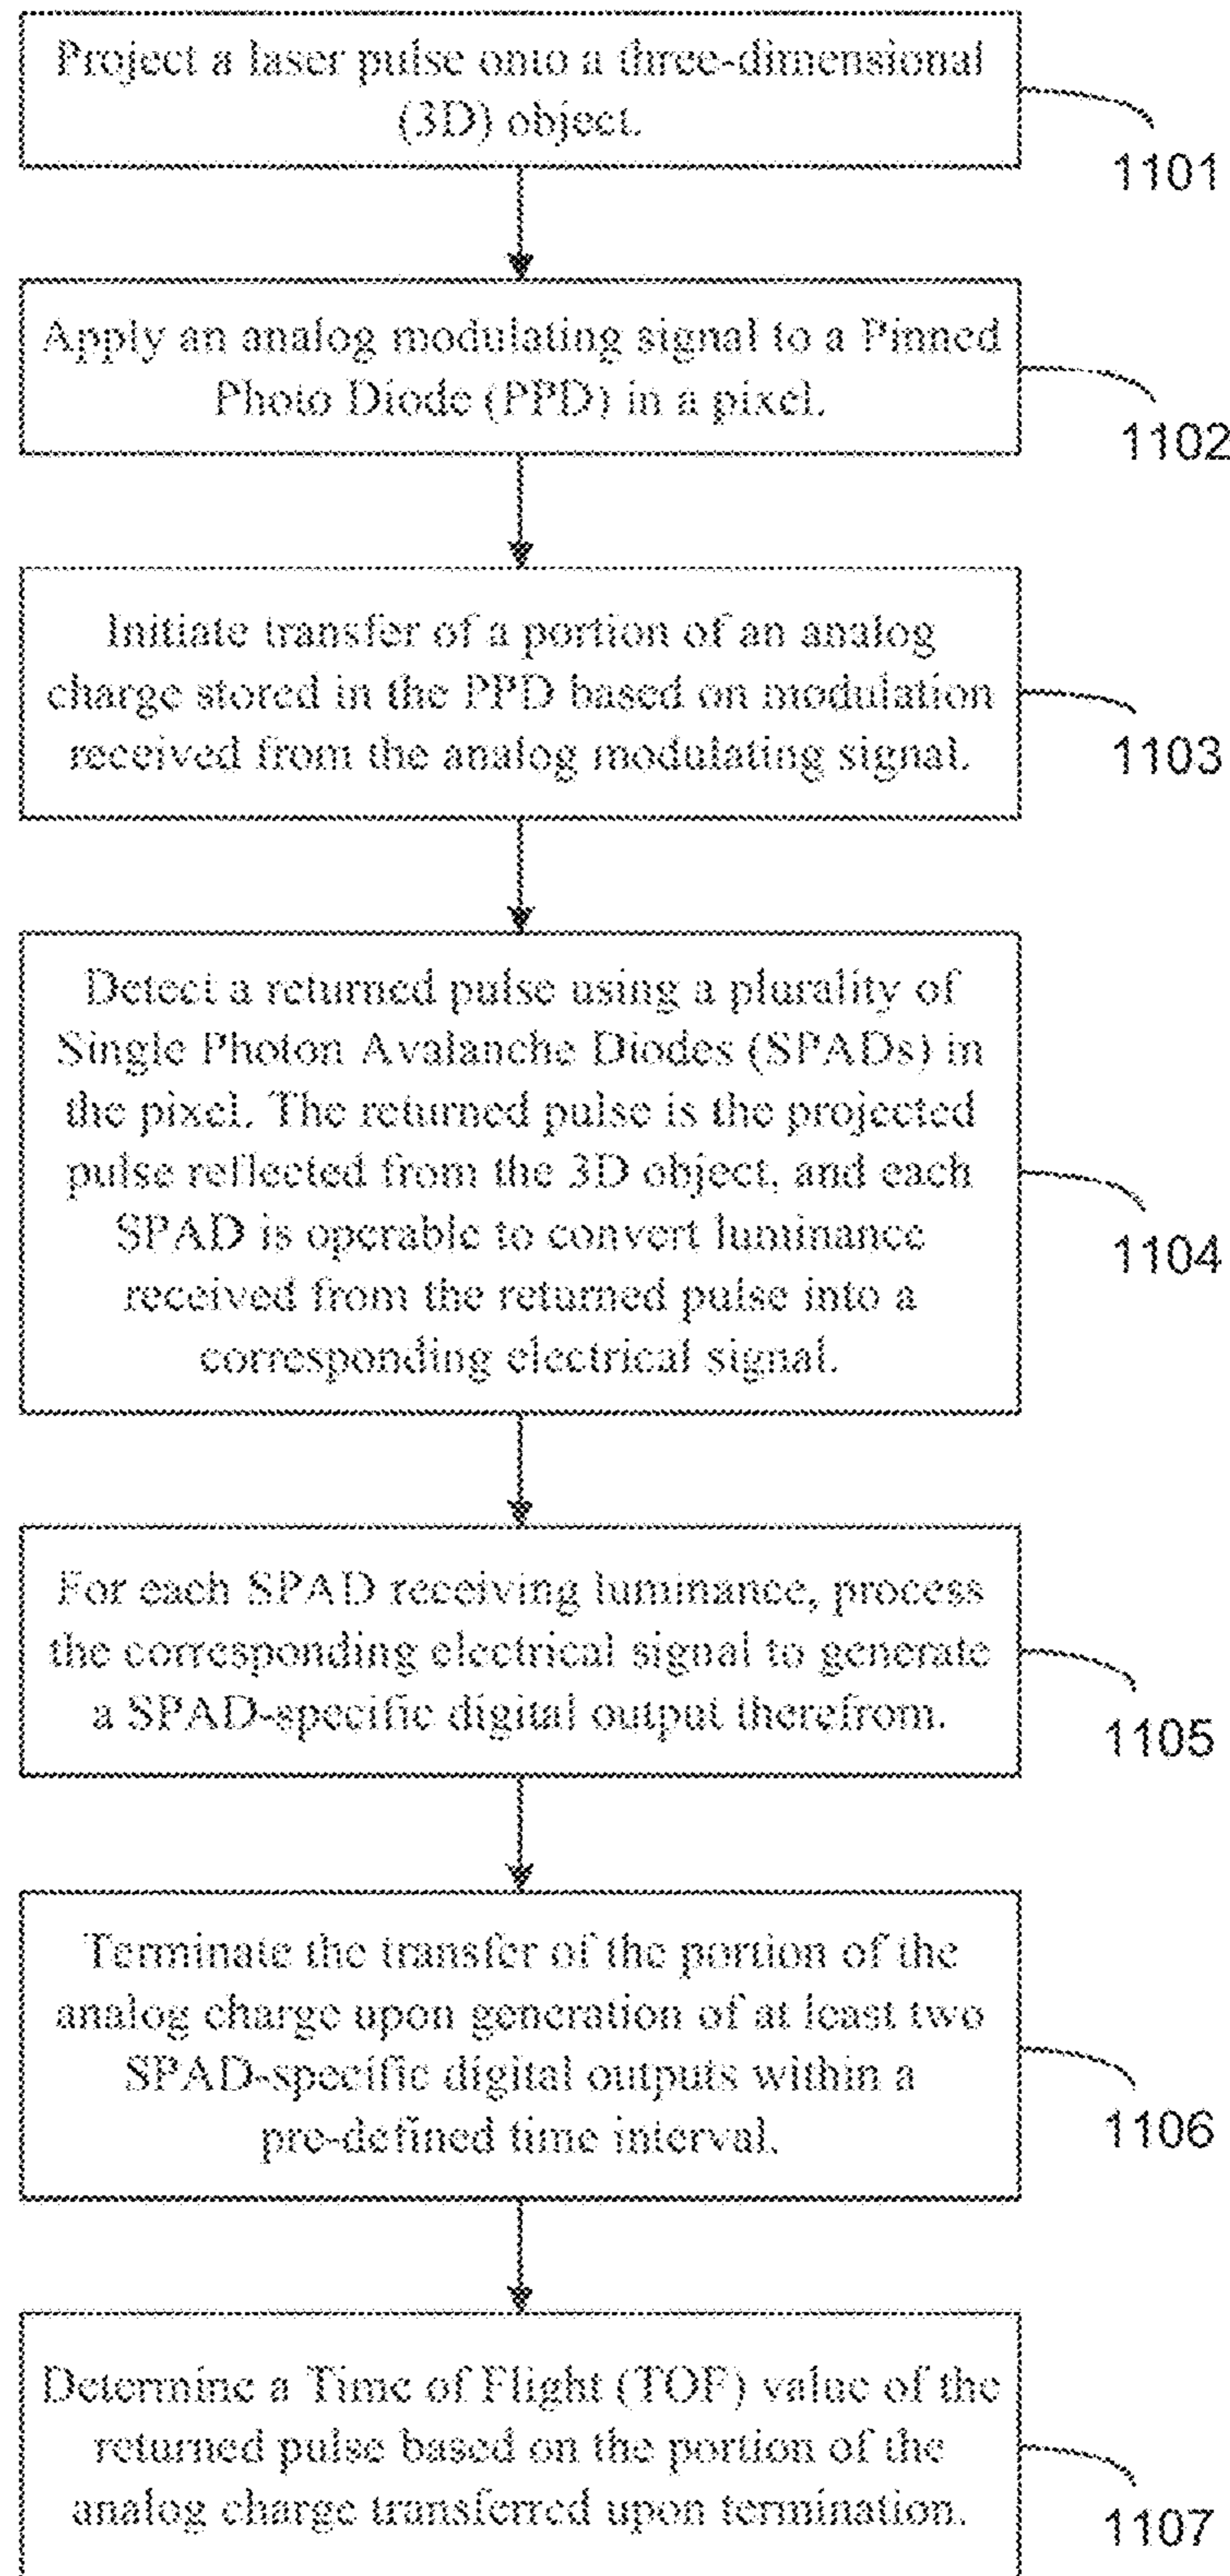 Project a laser pulse onto a three-dimensional
(3D) object.
1101
Apply an analog modulating signal to a Pinned
Photo Diode (PPD) in a pixel.
1102
Initiate transfer of a portion of an analog
charge stored in the PPD based on modulation
received from the analog modulating signal.
1103
Detect a returned pulse using a plurality of
Single Photon Avalanche Diodes (SPADs) in
the pixel. The returned pulse is the projected
pulse reflected from the 3D object, and each
SPAD is operable to convert luminance
received from the returned pulse into a
corresponding electrical signal.
1104
For each SPAD receiving luminance, process
the corresponding electrical signal to generate
a SPAD-specific digital output therefrom.
1105
Terminate the transfer of the portion of the
analog charge upon generation of at least two
SPAD-specific digital outputs within a
pre-defined time interval.
1106
Determine a Time of Flight (TOF) value of the
returned pulse based on the portion of the
analog charge transferred upon termination.
1107